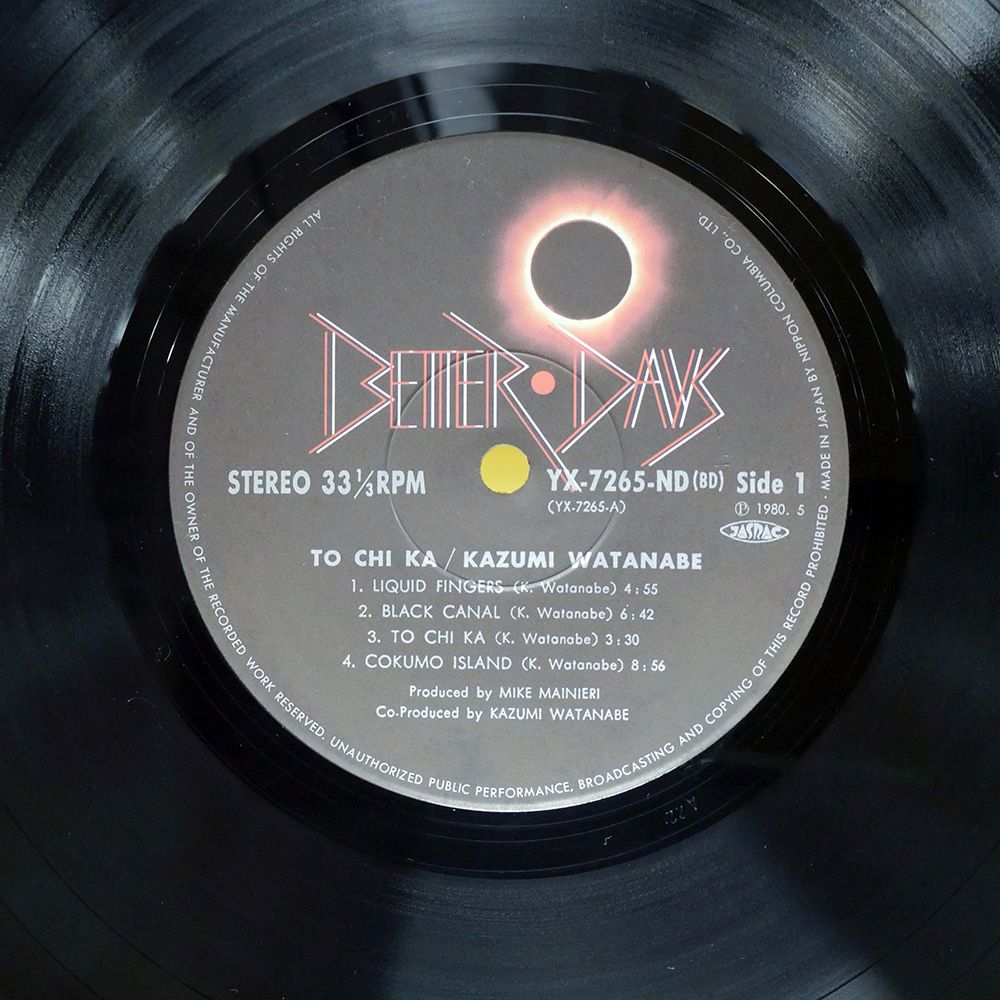 BETTER • DAYS
STEREO 33 1/3 RPM
YX-7265-ND (BD) Side 1
(YX-7265-A)
Ⓟ 1980. 5
JASRAC
TO CHI KA / KAZUMI WATANABE
1. LIQUID FINGERS (K. Watanabe) 4:55
2. BLACK CANAL (K. Watanabe) 6:42
3. TO CHI KA (K. Watanabe) 3:30
4. COKUMO ISLAND (K. Watanabe) 8:56
Produced by MIKE MAINIERI
Co-Produced by KAZUMI WATANABE
ALL RIGHTS OF THE MANUFACTURER AND OF THE OWNER OF THE RECORDED WORK RESERVED. UNAUTHORIZED PUBLIC PERFORMANCE, BROADCASTING AND COPYING OF THIS RECORD PROHIBITED · MADE IN JAPAN BY NIPPON COLUMBIA CO., LTD.